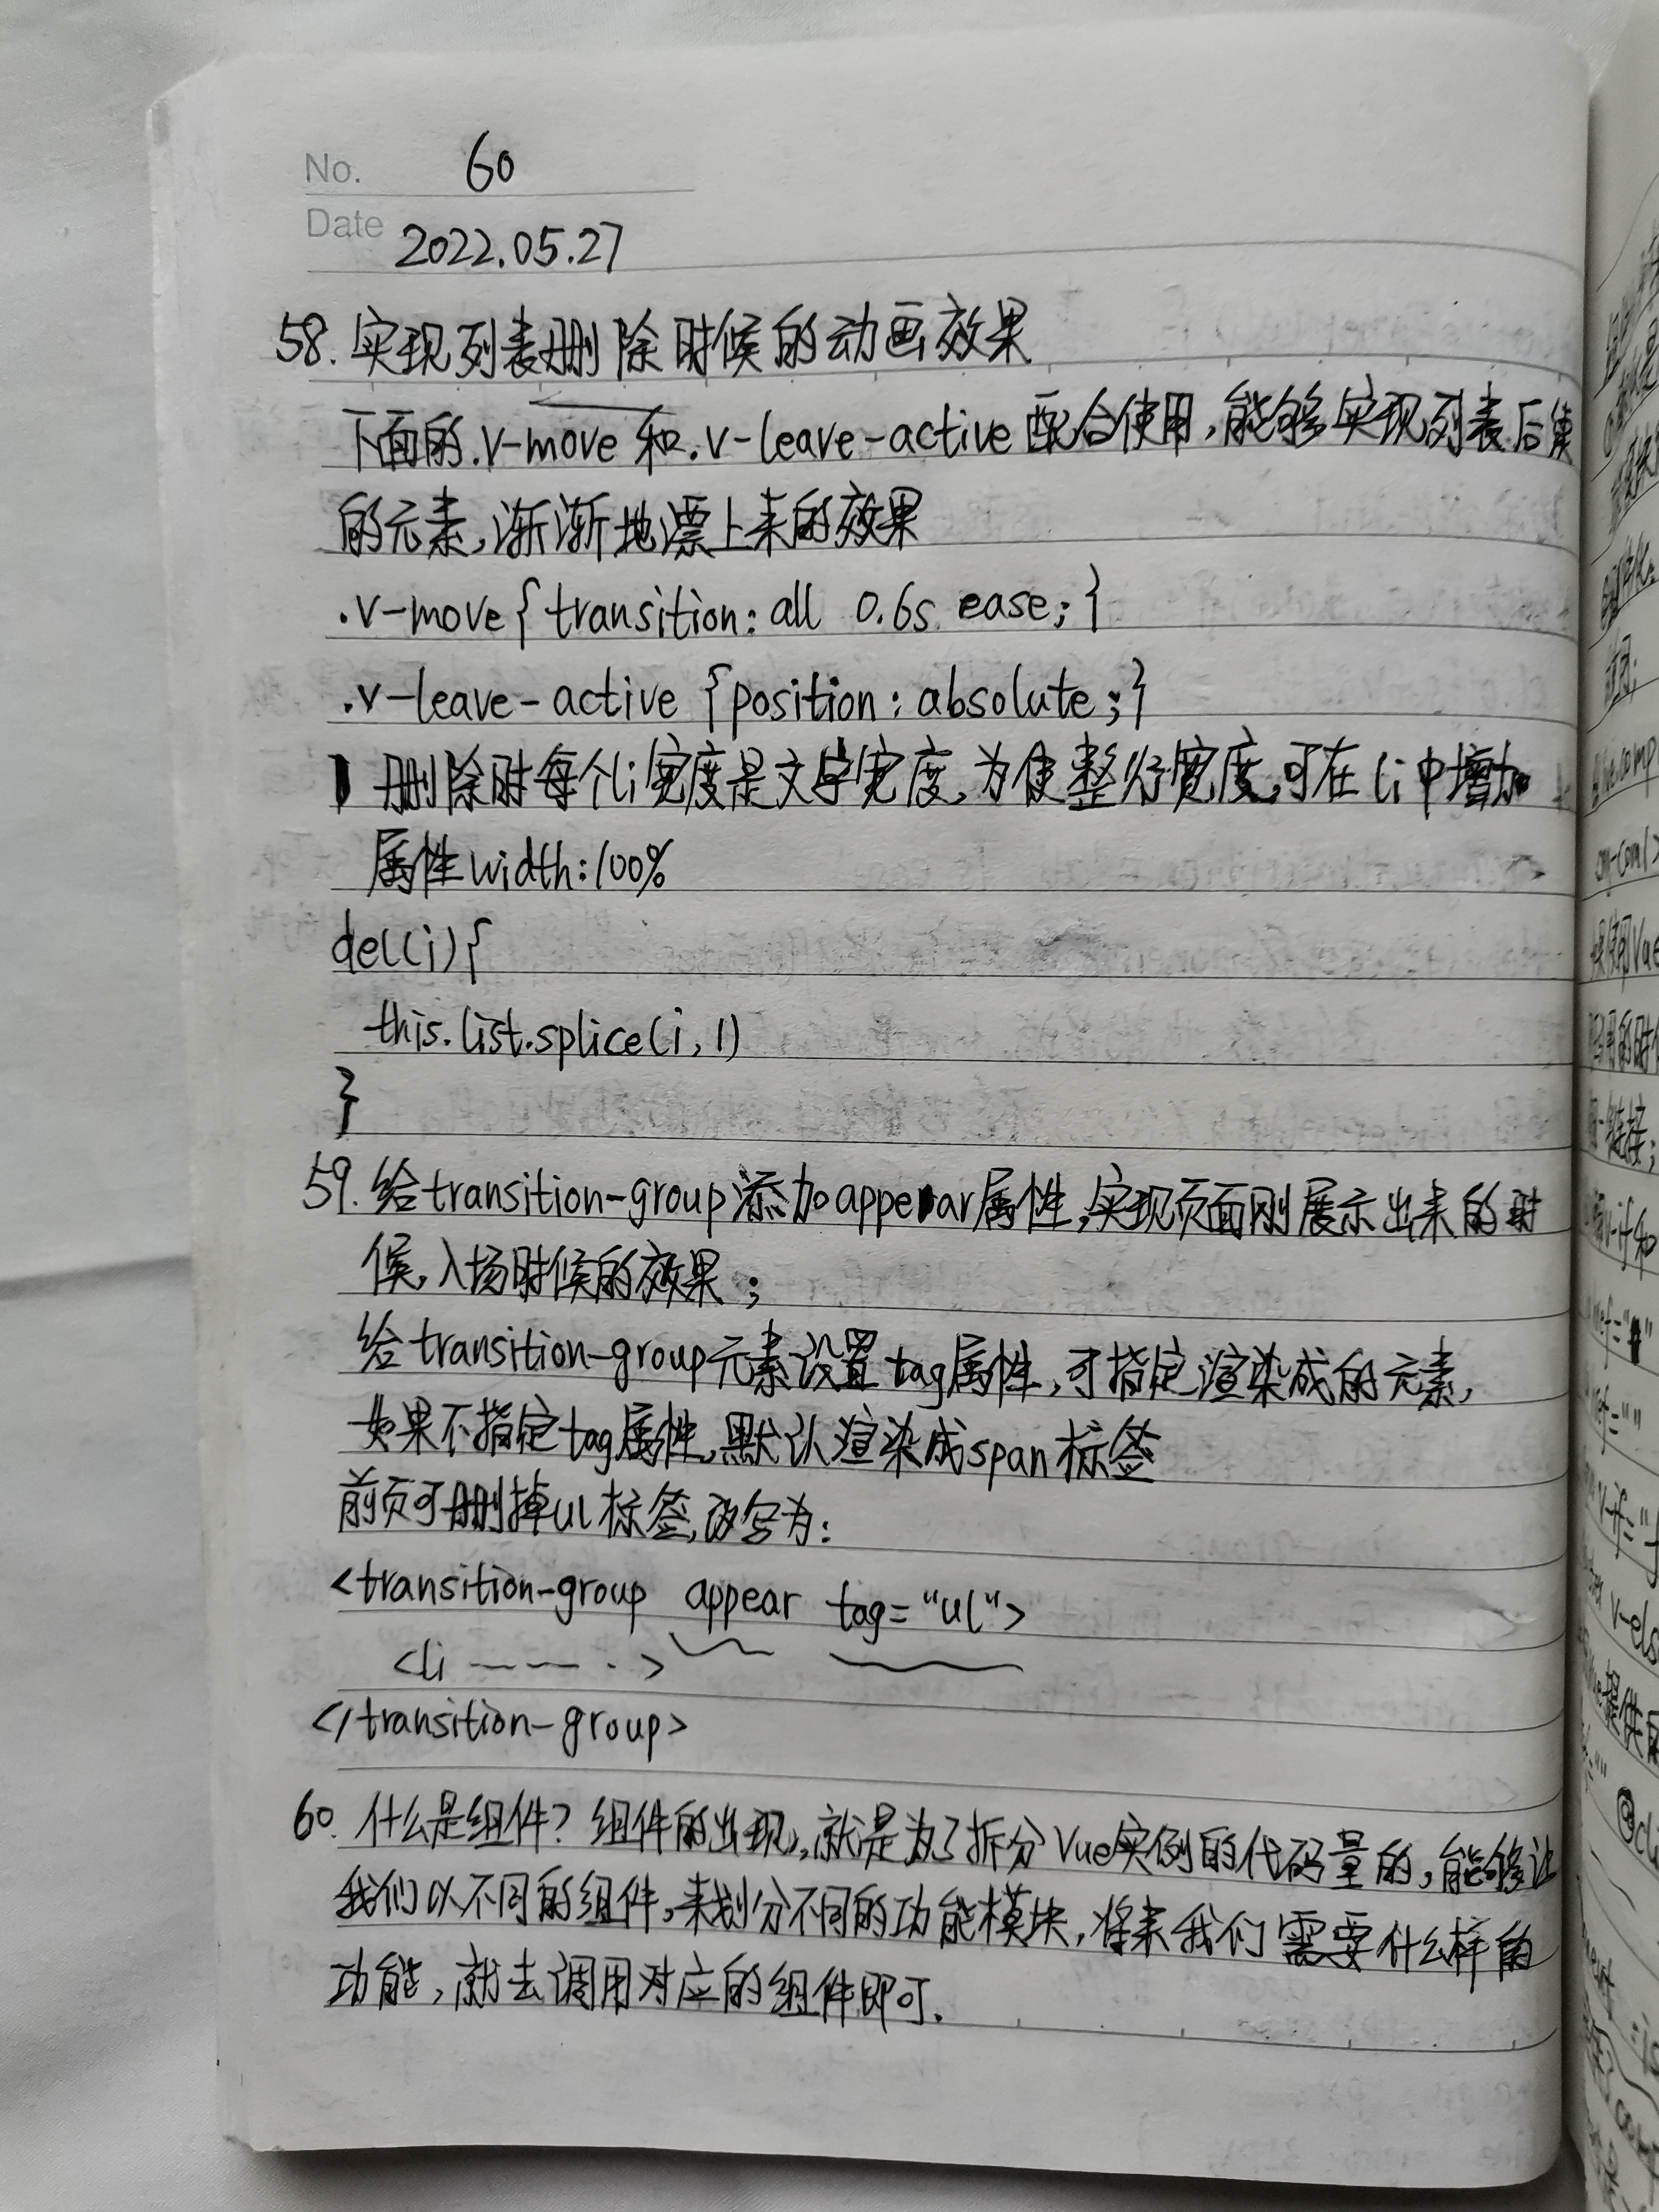 No. 60
Date 2022.05.27
58. 实现列表删除时候的动画效果
下面的.v-move 和.v-leave-active 配合使用,能够实现列表后续
的元素,渐渐地漂上来的效果
.v-move{transition: all 0.6s ease;}
.v-leave-active {position: absolute;}
删除时每个li宽度是文字宽度,为使整行宽度,可在li中增加
属性width:100%
del(i){
this.list.splice(i,1)
}
59. 给transition-group添加appear属性,实现页面刚展示出来的时
候,入场时候的效果;
给transition-group元素设置tag属性,可指定渲染成的元素,
如果不指定tag属性,默认渲染成span标签
前页可删掉ul标签,改写为:
<transition-group appear tag="ul">
<li ---- ·>
</transition-group>
60. 什么是组件? 组件的出现,就是为了拆分Vue实例的代码量的,能够让
我们以不同的组件,来划分不同的功能模块,将来我们需要什么样的
功能,就去调用对应的组件即可.